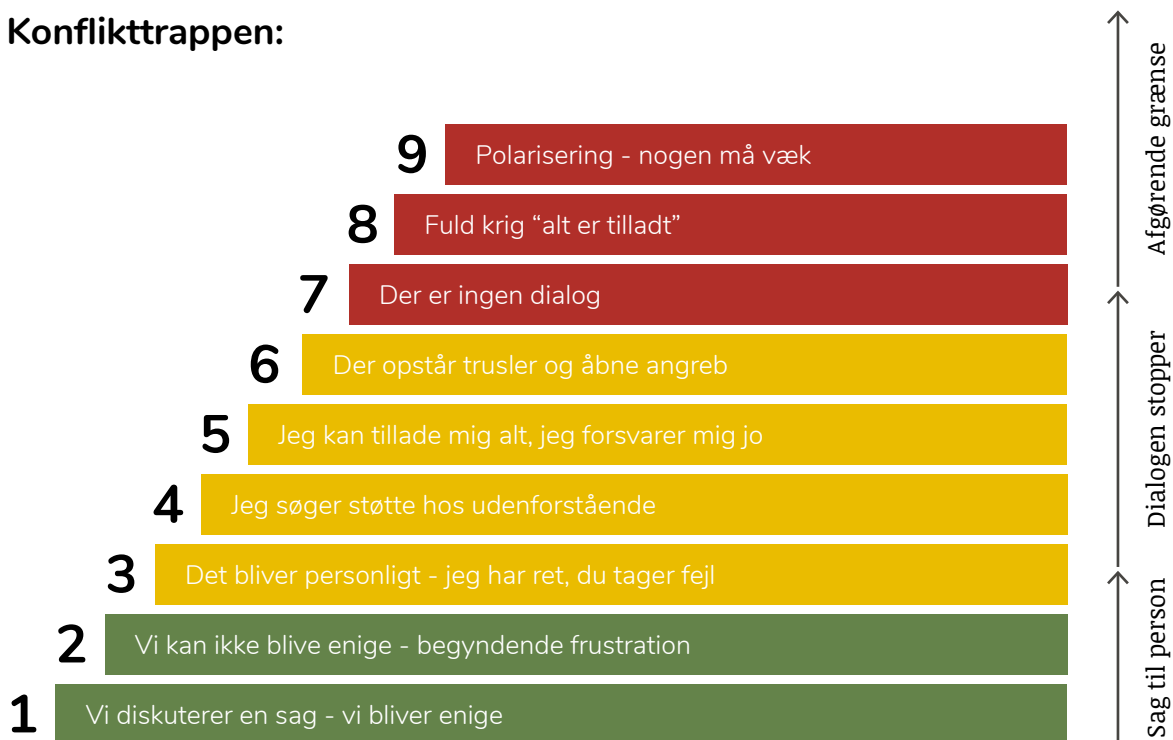 Konflikttrappen:
9 Polarisering - nogen må væk
8 Fuld krig “alt er tilladt”
7 Der er ingen dialog
6 Der opstår trusler og åbne angreb
5 Jeg kan tillade mig alt, jeg forsvarer mig jo
4 Jeg søger støtte hos udenforstående
3 Det bliver personligt - jeg har ret, du tager fejl
2 Vi kan ikke blive enige - begyndende frustration
1 Vi diskuterer en sag - vi bliver enige
Afgørende grænse
Dialogen stopper
Sag til person